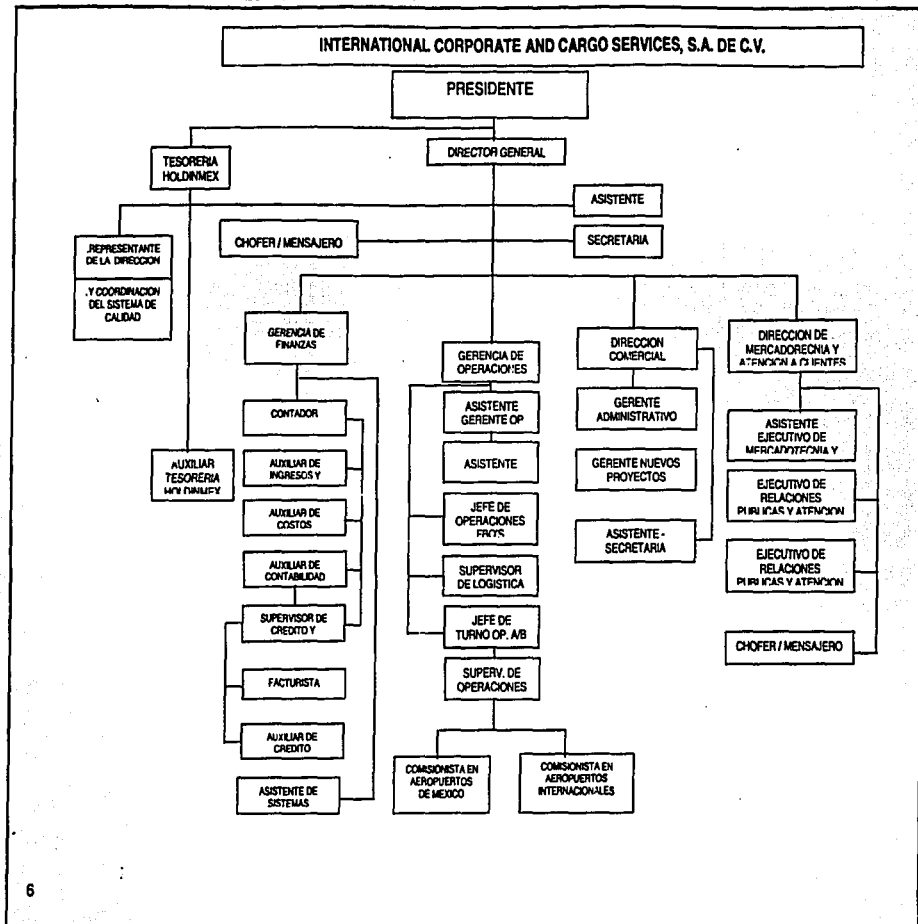 INTERNATIONAL CORPORATE AND CARGO SERVICES, S.A. DE C.V.
PRESIDENTE
TESORERIA
HOLDINMEX
DIRECTOR GENERAL
ASISTENTE
.REPRESENTANTE
DE LA DIRECCION
.Y COORDINACION
DEL SISTEMA DE
CALIDAD
CHOFER / MENSAJERO
SECRETARIA
GERENCIA DE
FINANZAS
CONTADOR
AUXILIAR DE
INGRESOS Y
AUXILIAR DE
COSTOS
AUXILIAR DE
CONTABILIDAD
SUPERVISOR DE
CREDITO Y
FACTURISTA
AUXILIAR DE
CREDITO
ASISTENTE DE
SISTEMAS
AUXILIAR
TESORERIA
HOLDINMEX
GERENCIA DE
OPERACIONES
ASISTENTE
GERENTE OP
ASISTENTE
JEFE DE
OPERACIONES
SUPERVISOR
DE LOGISTICA
JEFE DE
TURNO OP. A/B
SUPERV. DE
OPERACIONES
COMISIONISTA EN
AEROPUERTOS
DE MEXICO
COMISIONISTA EN
AEROPUERTOS
INTERNACIONALES
DIRECCION
COMERCIAL
GERENTE
ADMINISTRATIVO
GERENTE NUEVOS
PROYECTOS
ASISTENTE -
SECRETARIA
DIRECCION DE
MERCADORECNIA Y
ATENCION A CLIENTES
ASISTENTE
EJECUTIVO DE
MERCADOTECNIA Y
EJECUTIVO DE
RELACIONES
PUBLICAS Y ATENCION
EJECUTIVO DE
RELACIONES
PUBLICAS Y ATENCION
CHOFER / MENSAJERO
6